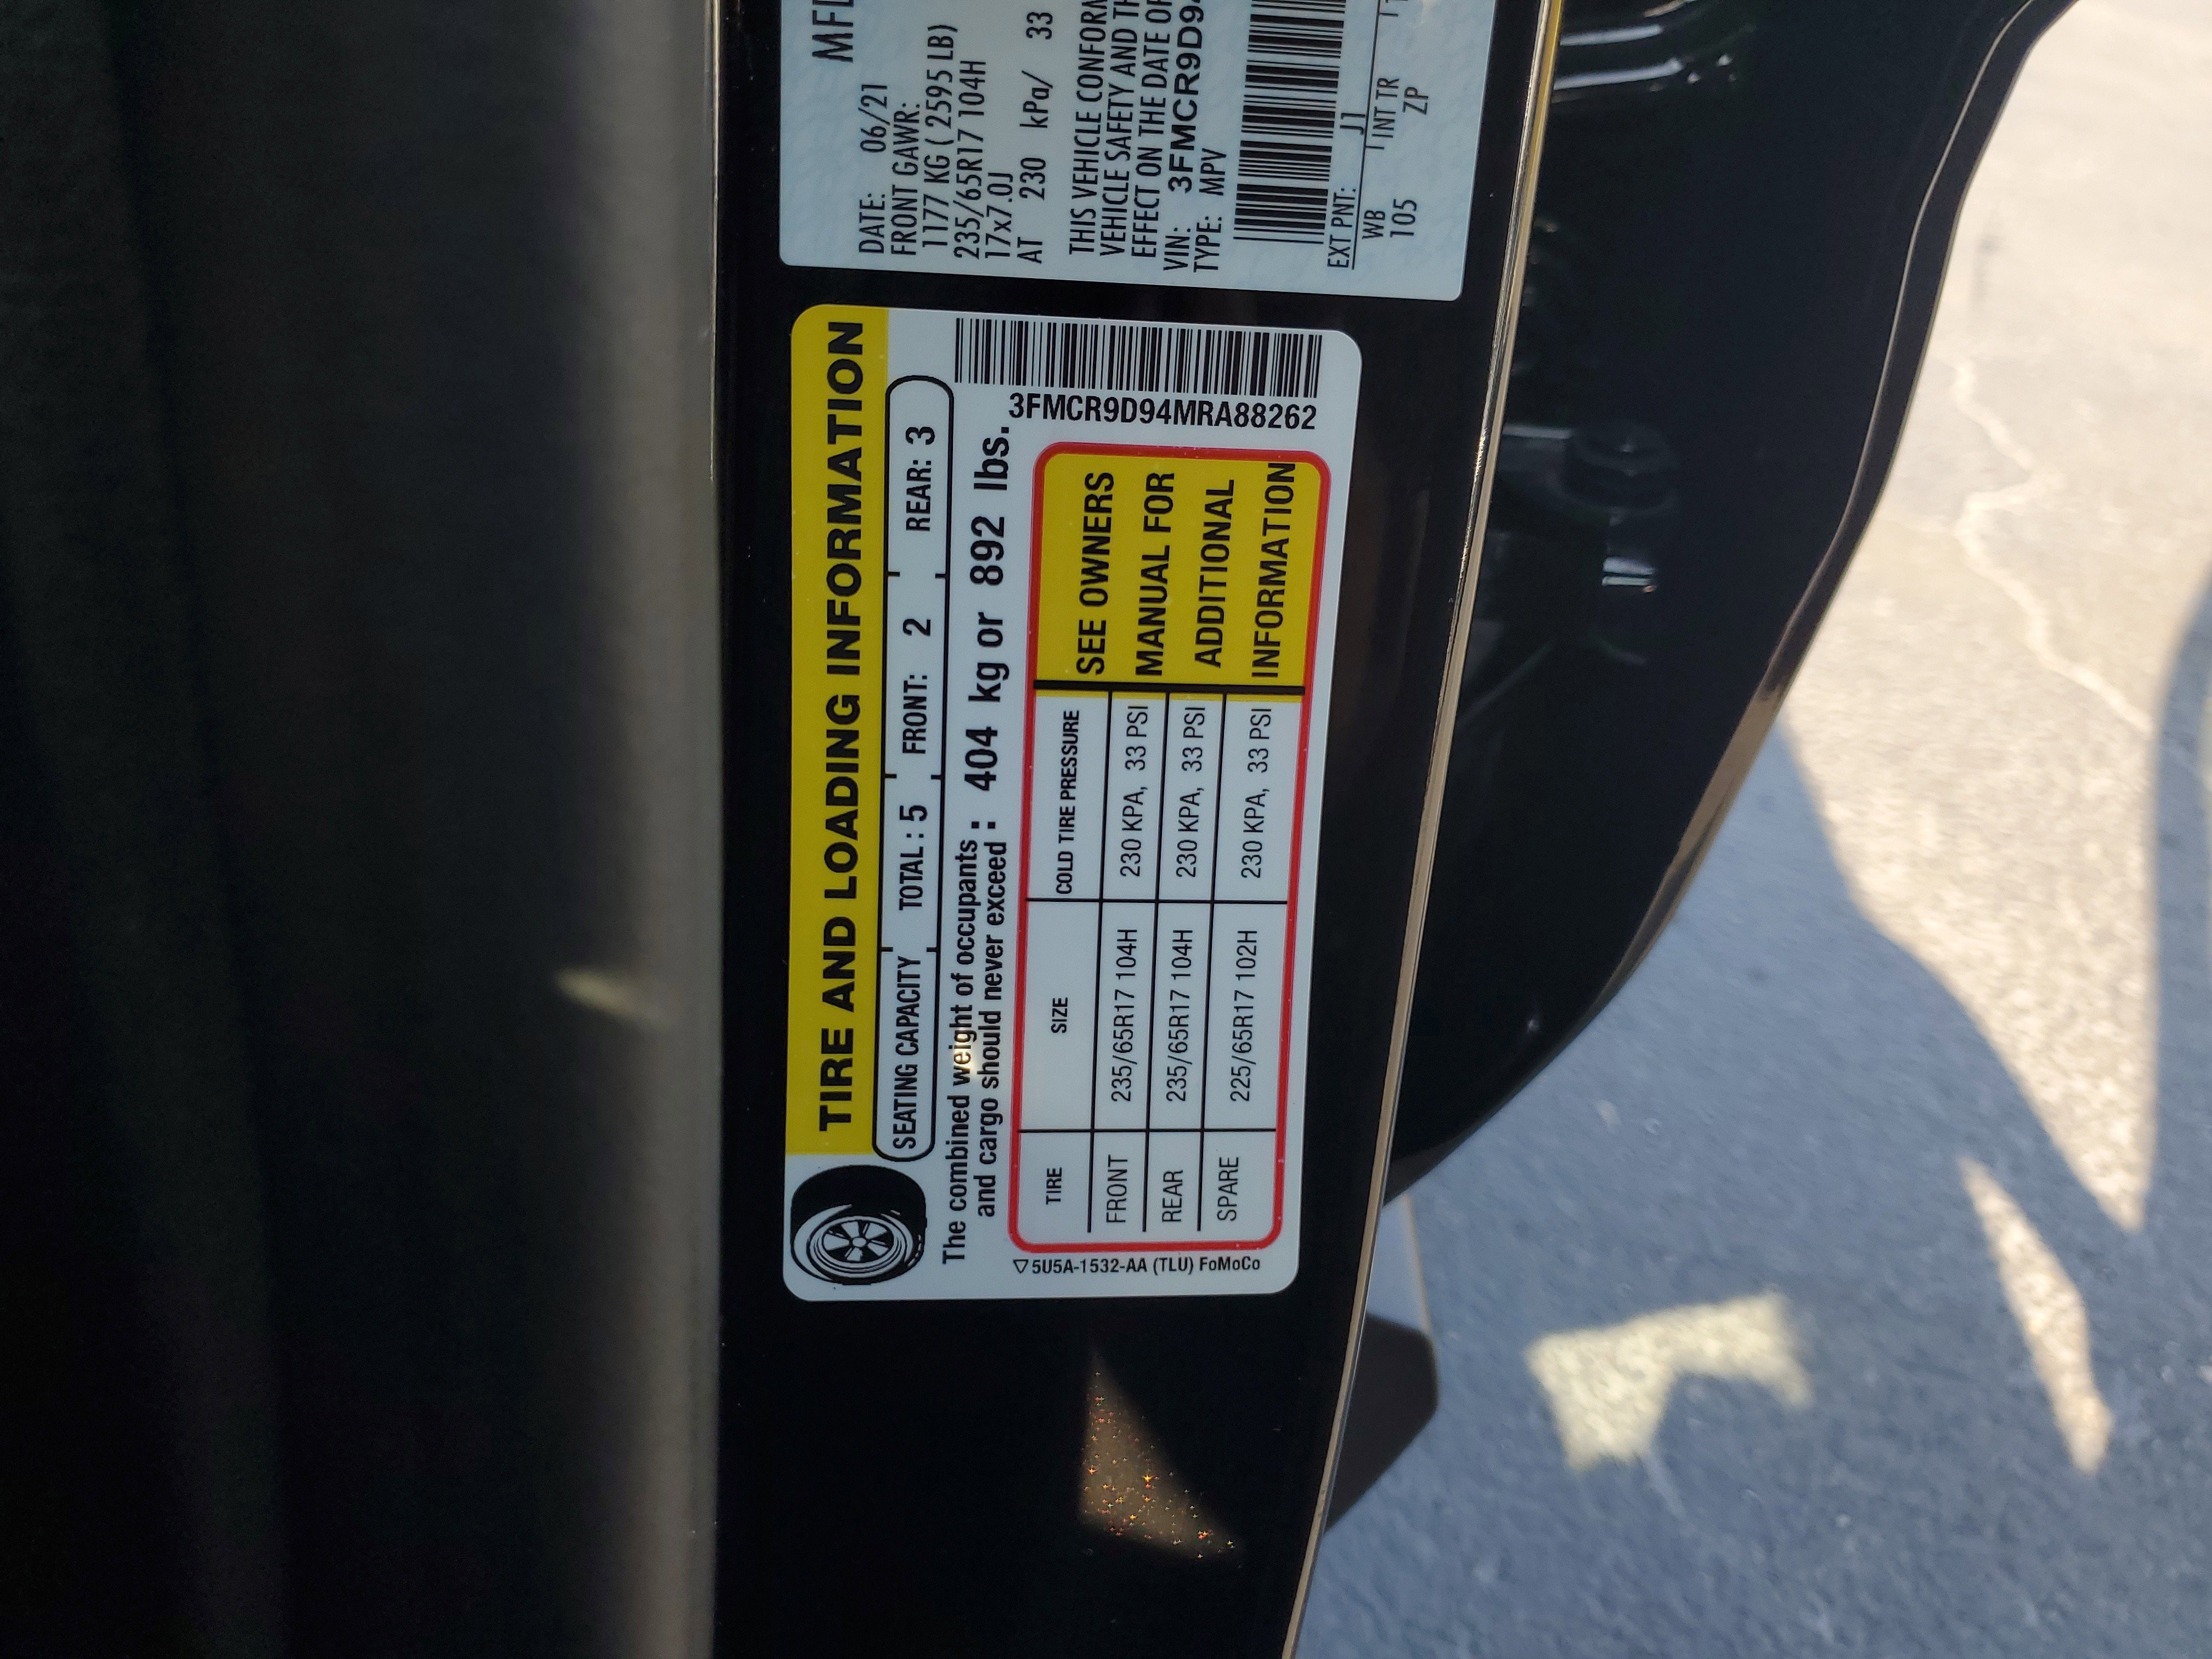 TIRE AND LOADING INFORMATION
SEATING CAPACITY TOTAL : 5 FRONT: 2 REAR: 3
The combined weight of occupants
and cargo should never exceed : 404 kg or 892 lbs.
3FMCR9D94MRA88262
TIRE SIZE COLD TIRE PRESSURE
FRONT 235/65R17 104H 230 KPA, 33 PSI
REAR 235/65R17 104H 230 KPA, 33 PSI
SPARE 225/65R17 102H 230 KPA, 33 PSI
SEE OWNERS
MANUAL FOR
ADDITIONAL
INFORMATION
5U5A-1532-AA (TLU) FoMoCo
DATE: 06/21
FRONT GAWR:
1177 KG ( 2595 LB)
235/65R17 104H
17x7.0J
AT 230 kPa/ 33
THIS VEHICLE CONFORM
VEHICLE SAFETY AND TH
EFFECT ON THE DATE OF
VIN: 3FMCR9D94
TYPE: MPV
EXT PNT: J1
WB INT TR
105 ZP